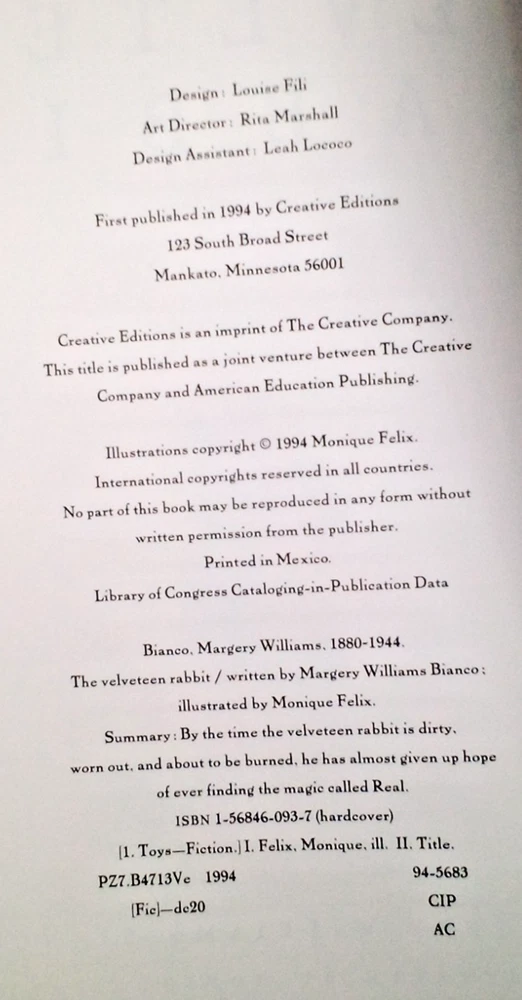 Design: Louise Fili
Art Director: Rita Marshall
Design Assistant: Leah Lococo
First published in 1994 by Creative Editions
123 South Broad Street
Mankato, Minnesota 56001
Creative Editions is an imprint of The Creative Company.
This title is published as a joint venture between The Creative
Company and American Education Publishing.
Illustrations copyright © 1994 Monique Felix.
International copyrights reserved in all countries.
No part of this book may be reproduced in any form without
written permission from the publisher.
Printed in Mexico.
Library of Congress Cataloging-in-Publication Data
Bianco, Margery Williams, 1880-1944.
The velveteen rabbit / written by Margery Williams Bianco;
illustrated by Monique Felix.
Summary: By the time the velveteen rabbit is dirty,
worn out, and about to be burned, he has almost given up hope
of ever finding the magic called Real.
ISBN 1-56846-093-7 (hardcover)
[1. Toys—Fiction.] I. Felix, Monique, ill. II. Title.
PZ7.B4713Ve 1994 94-5683
[Fic]—dc20 CIP
AC